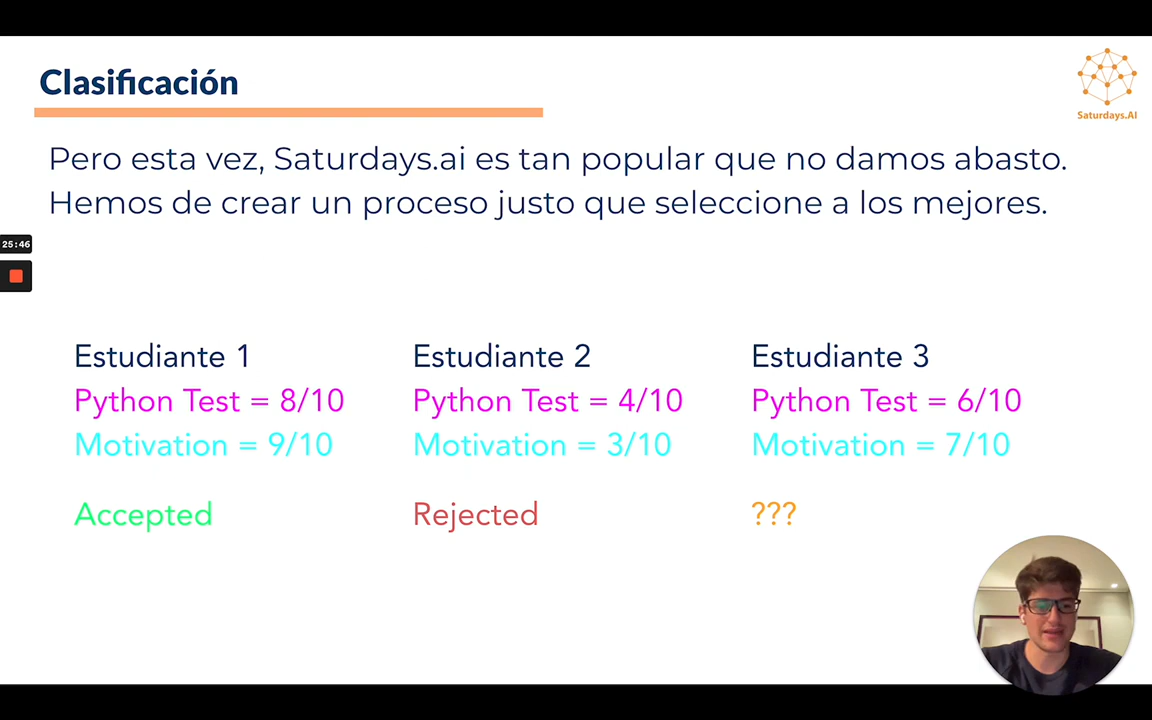 Clasificación
Saturdays.AI
Pero esta vez, Saturdays.ai es tan popular que no damos abasto.
Hemos de crear un proceso justo que seleccione a los mejores.
25:46
Estudiante 1
Python Test = 8/10
Motivation = 9/10
Accepted
Estudiante 2
Python Test = 4/10
Motivation = 3/10
Rejected
Estudiante 3
Python Test = 6/10
Motivation = 7/10
???